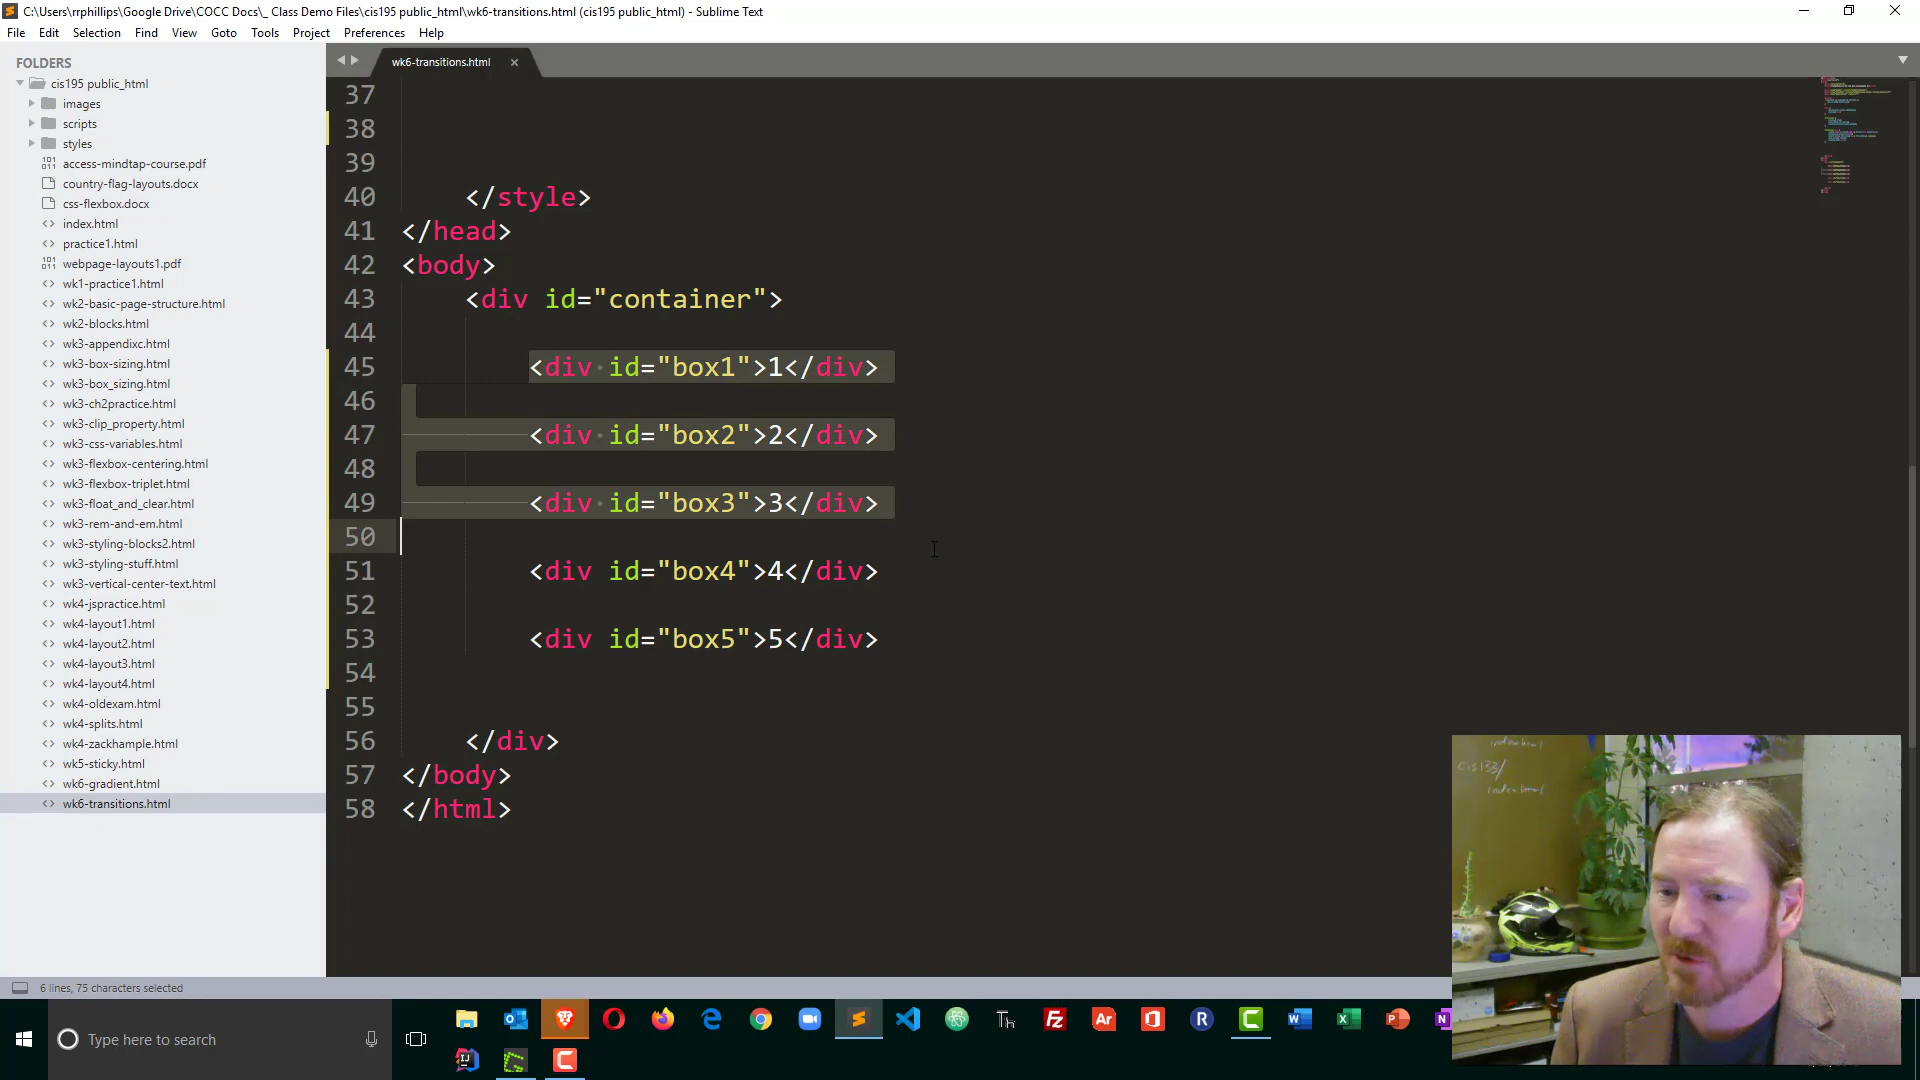 C:\Users\rrphillips\Google Drive\COCC Docs\_ Class Demo Files\cis195 public_html\wk6-transitions.html (cis195 public_html) - Sublime Text
File Edit Selection Find View Goto Tools Project Preferences Help
FOLDERS
cis195 public_html
images
scripts
styles
access-mindtap-course.pdf
country-flag-layouts.docx
css-flexbox.docx
index.html
practice1.html
webpage-layouts1.pdf
wk1-practice1.html
wk2-basic-page-structure.html
wk2-blocks.html
wk3-appendixc.html
wk3-box-sizing.html
wk3-box_sizing.html
wk3-ch2practice.html
wk3-clip_property.html
wk3-css-variables.html
wk3-flexbox-centering.html
wk3-flexbox-triplet.html
wk3-float_and_clear.html
wk3-rem-and-em.html
wk3-styling-blocks2.html
wk3-styling-stuff.html
wk3-vertical-center-text.html
wk4-jspractice.html
wk4-layout1.html
wk4-layout2.html
wk4-layout3.html
wk4-layout4.html
wk4-oldexam.html
wk4-splits.html
wk4-zackhample.html
wk5-sticky.html
wk6-gradient.html
wk6-transitions.html
wk6-transitions.html
37
38
39
40 </style>
41 </head>
42 <body>
43 <div id="container">
44
45 <div id="box1">1</div>
46
47 <div id="box2">2</div>
48
49 <div id="box3">3</div>
50
51 <div id="box4">4</div>
52
53 <div id="box5">5</div>
54
55
56 </div>
57 </body>
58 </html>
index.html
cis133/
index.html
6 lines, 75 characters selected
Type here to search